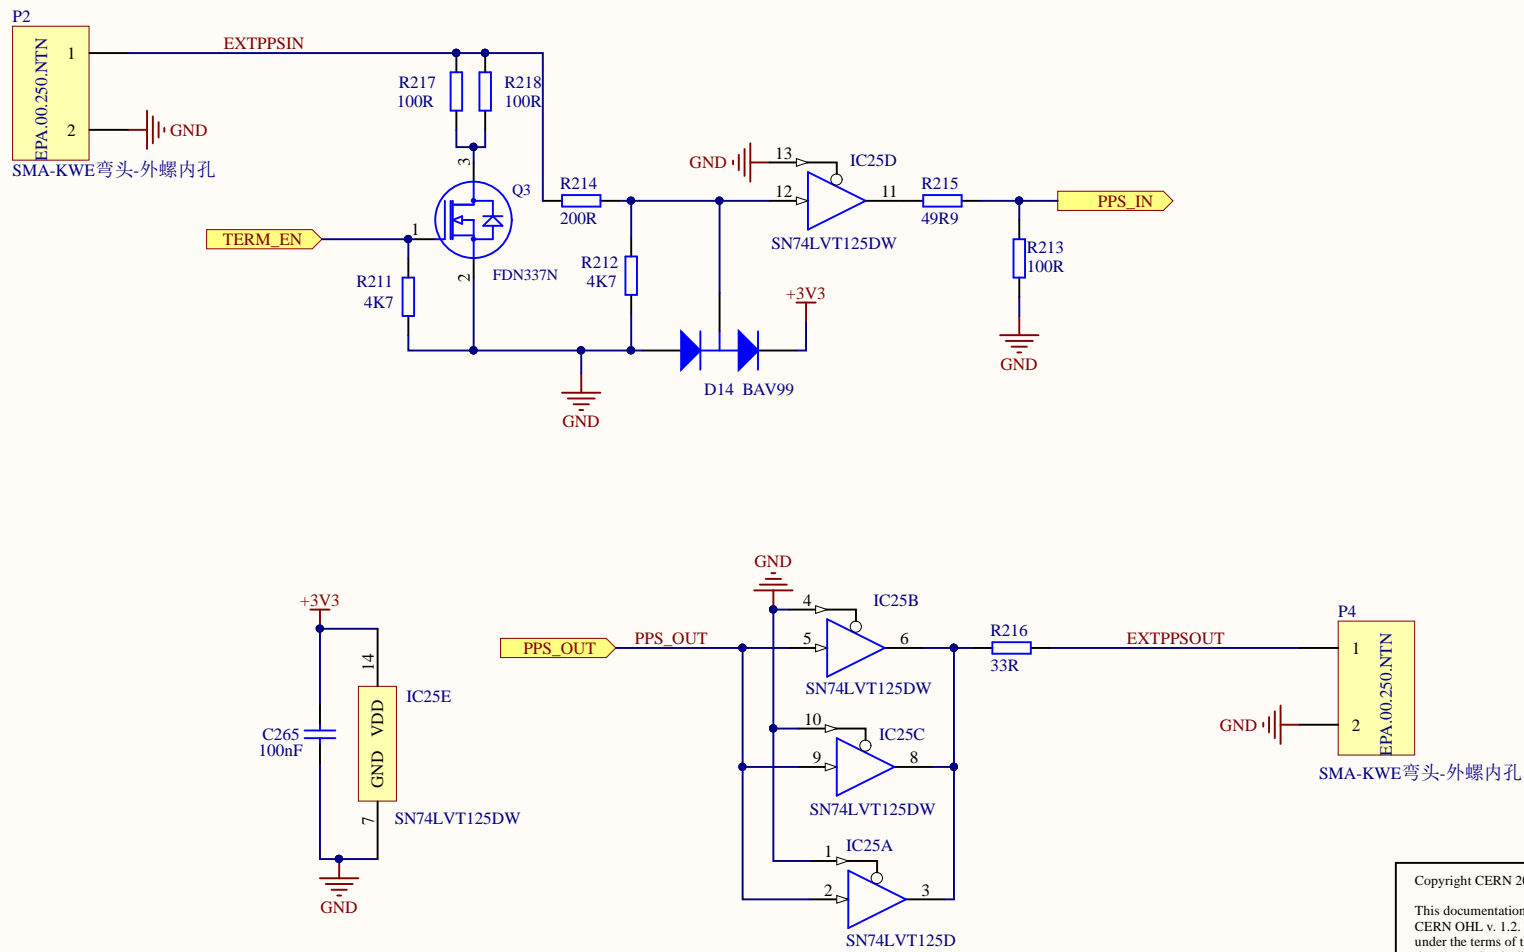 P2
EPA.00.250.NTN
1
2
EXTPPSIN
GND
SMA-KWE弯头-外螺内孔
R217
100R
R218
100R
3
Q3
1
2
FDN337N
TERM_EN
R211
4K7
R214
200R
R212
4K7
GND
GND
13
IC25D
12
11
SN74LVT125DW
+3V3
D14 BAV99
R215
49R9
PPS_IN
R213
100R
GND
+3V3
14
IC25E
VDD
GND
C265
100nF
7
SN74LVT125DW
GND
PPS_OUT
PPS_OUT
GND
4
IC25B
5
6
SN74LVT125DW
10
IC25C
9
8
SN74LVT125DW
1
IC25A
2
3
SN74LVT125D
R216
33R
EXTPPSOUT
P4
EPA.00.250.NTN
1
2
GND
SMA-KWE弯头-外螺内孔
Copyright CERN 20
This documentation
CERN OHL v. 1.2.
under the terms of t